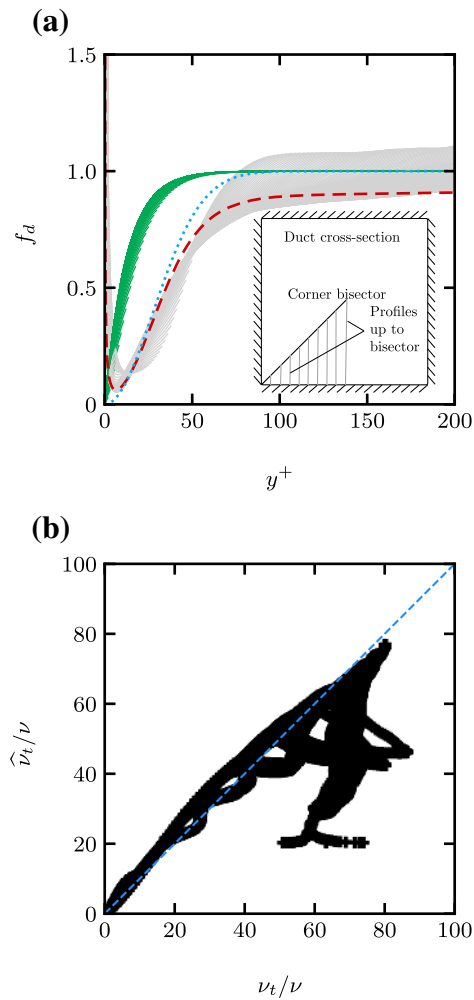 (a)
1.5
1.0
0.5
0
f_d
Duct cross-section
Corner bisector
Profiles
up to
bisector
0 50 100 150 200
y^+
(b)
100
80
60
40
20
0
ν̂_t/ν
0 20 40 60 80 100
ν_t/ν